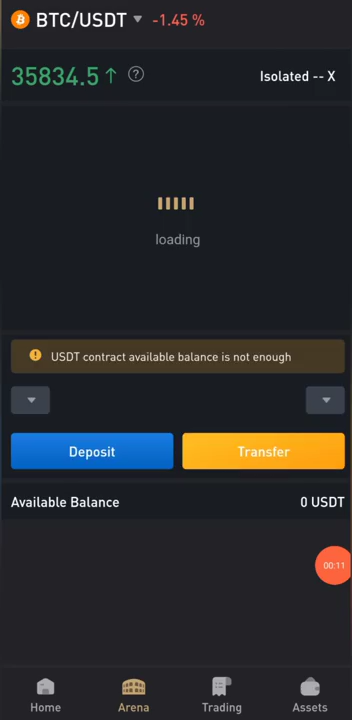 BTC/USDT -1.45 %
35834.5↑ ? Isolated -- X
loading
USDT contract available balance is not enough
Deposit Transfer
Available Balance 0 USDT
00:11
Home Arena Trading Assets